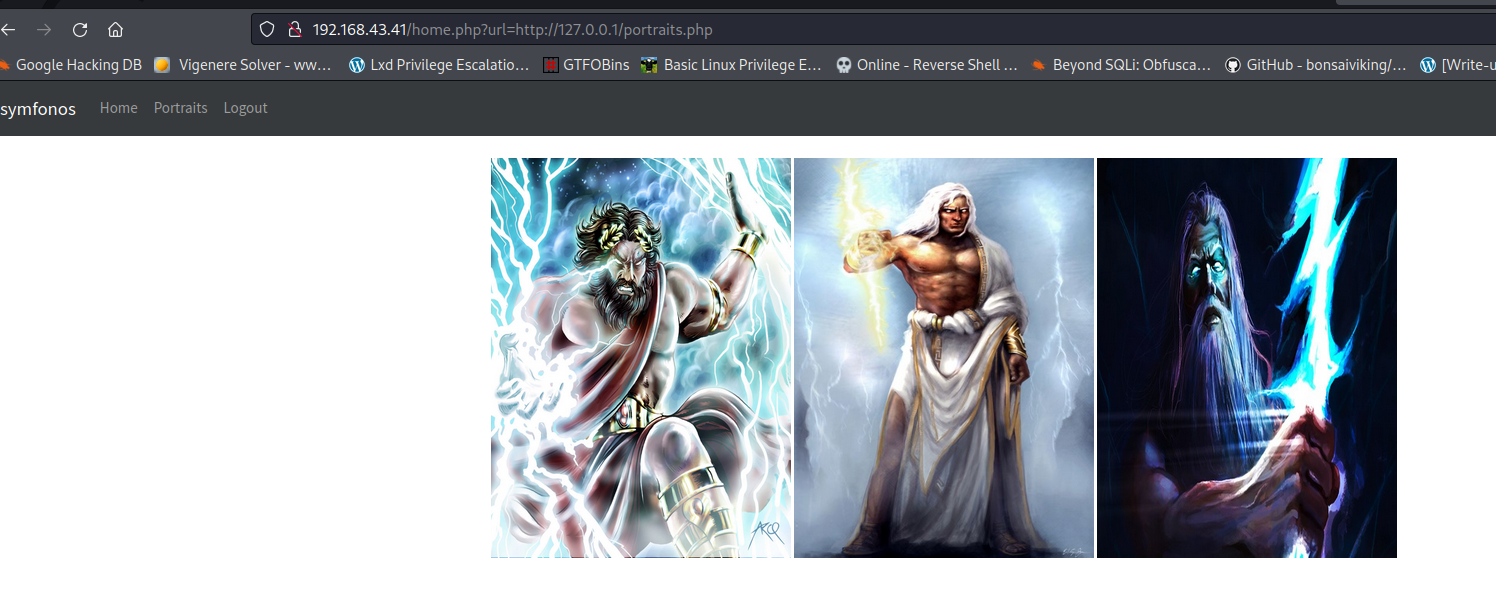 192.168.43.41/home.php?url=http://127.0.0.1/portraits.php
Google Hacking DB Vigenere Solver - ww… Lxd Privilege Escalatio… GTFOBins Basic Linux Privilege E… Online - Reverse Shell … Beyond SQLi: Obfusca… GitHub - bonsaiviking/… [Write-u
symfonos Home Portraits Logout
ARCO